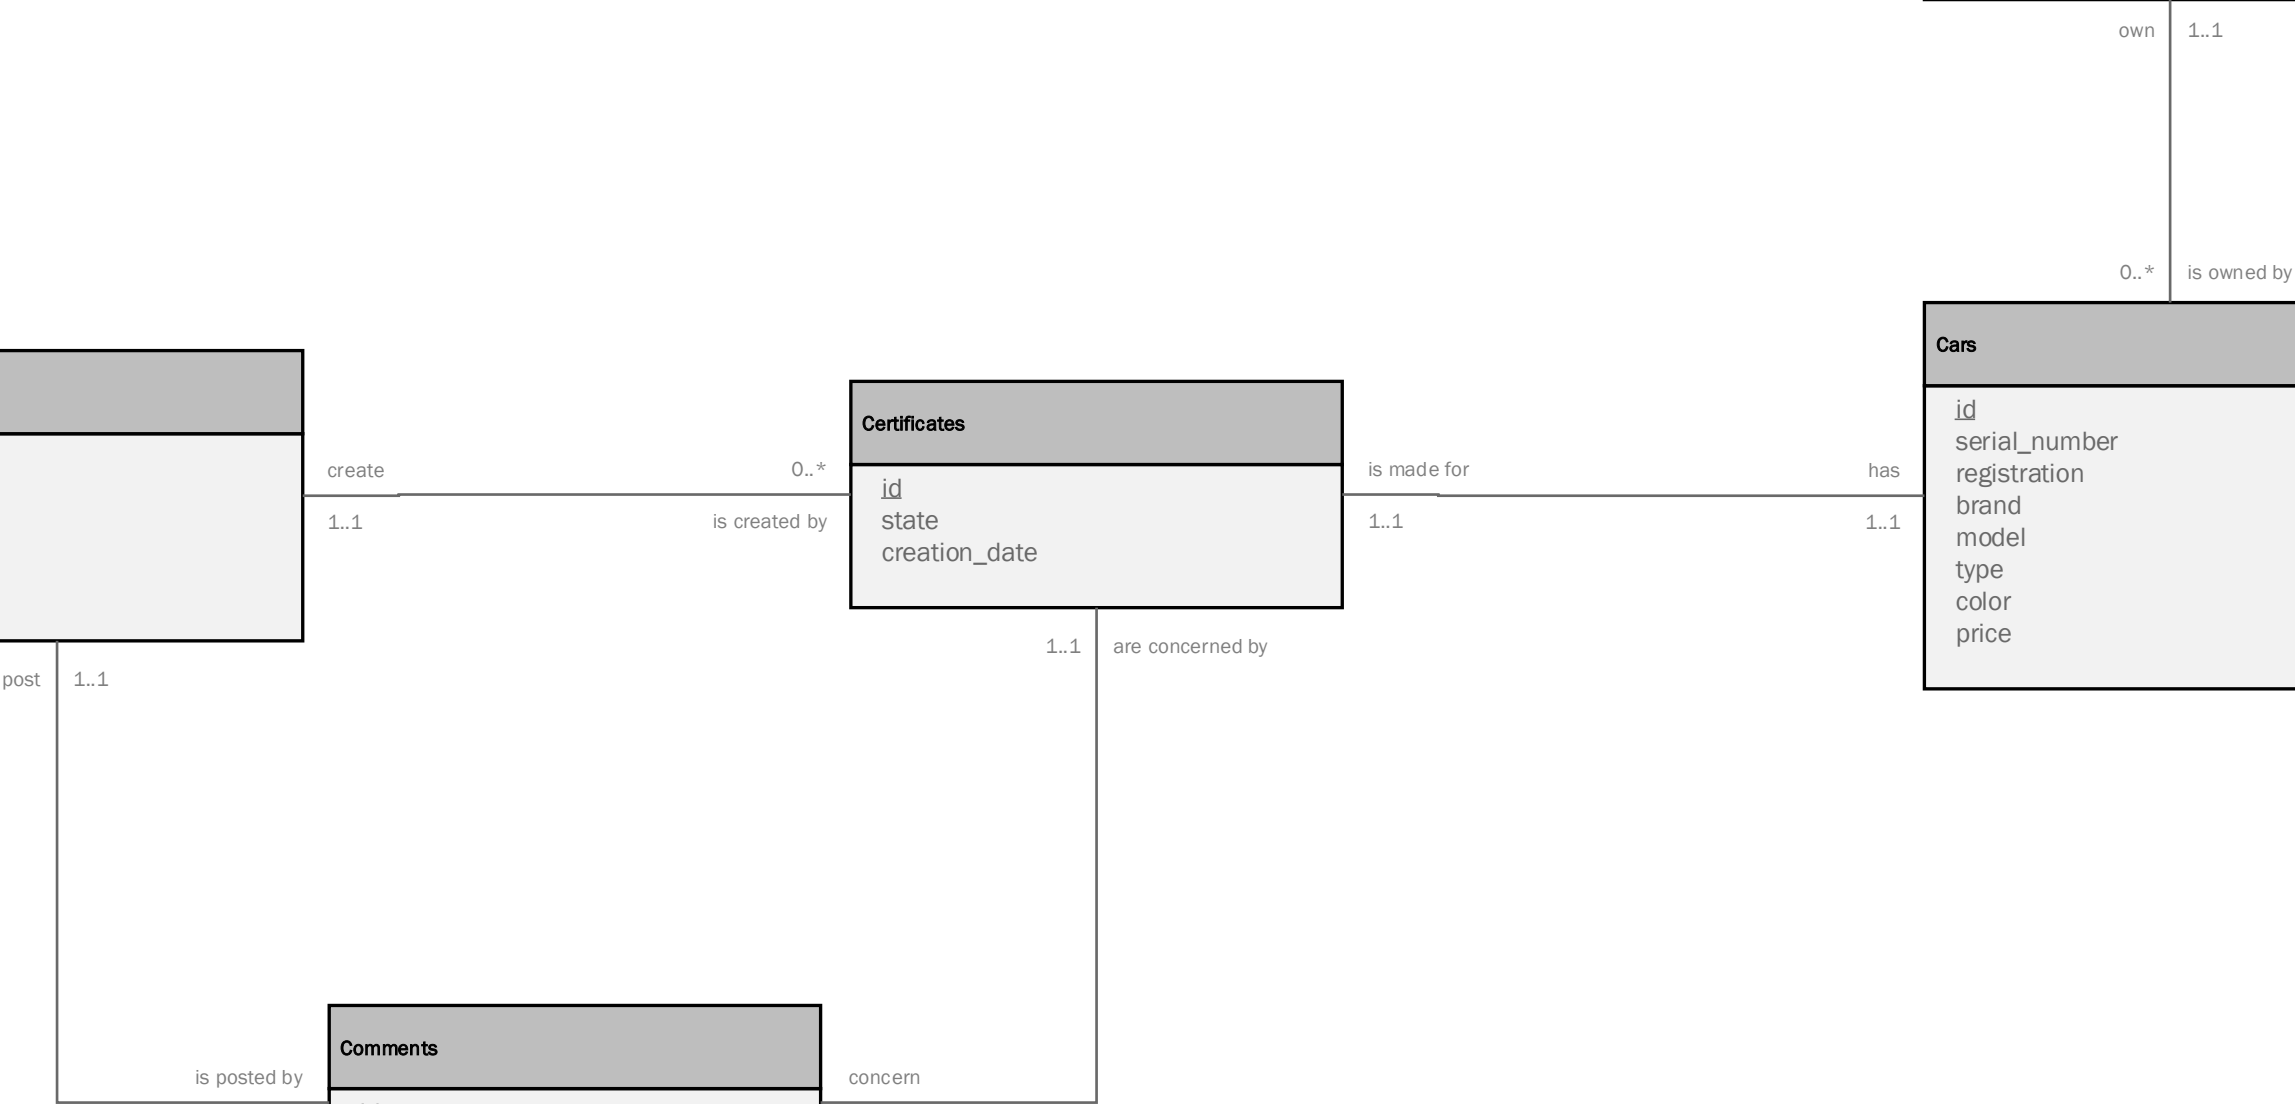 own 1..1
0..* is owned by
Cars
id
serial_number
registration
brand
model
type
color
price
Certificates
id
state
creation_date
create 0..*
1..1 is created by
is made for has
1..1 1..1
1..1 are concerned by
post 1..1
Comments
is posted by concern